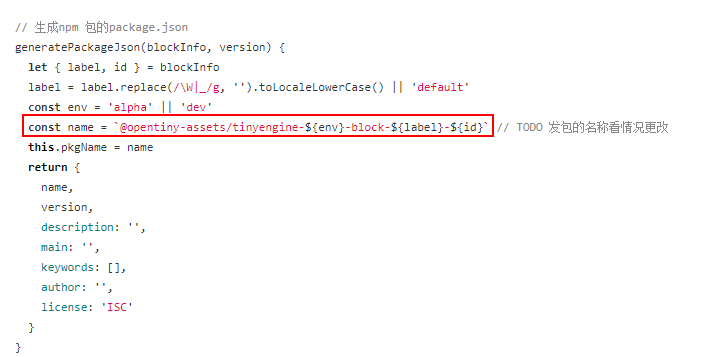 // 生成npm 包的package.json
generatePackageJson(blockInfo, version) {
  let { label, id } = blockInfo
  label = label.replace(/\W|_/g, '').toLocaleLowerCase() || 'default'
  const env = 'alpha' || 'dev'
  const name = `@opentiny-assets/tinyengine-${env}-block-${label}-${id}` // TODO 发包的名称看情况更改
  this.pkgName = name
  return {
    name,
    version,
    description: '',
    main: '',
    keywords: [],
    author: '',
    license: 'ISC'
  }
}